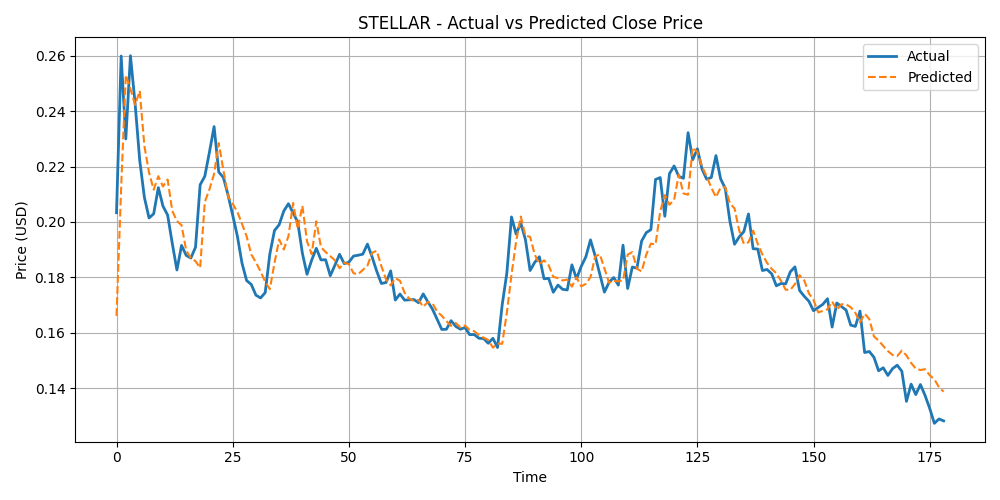 STELLAR - Actual vs Predicted Close Price
Actual
Predicted
0.26
0.24
0.22
0.20
0.18
0.16
0.14
Price (USD)
0 25 50 75 100 125 150 175
Time